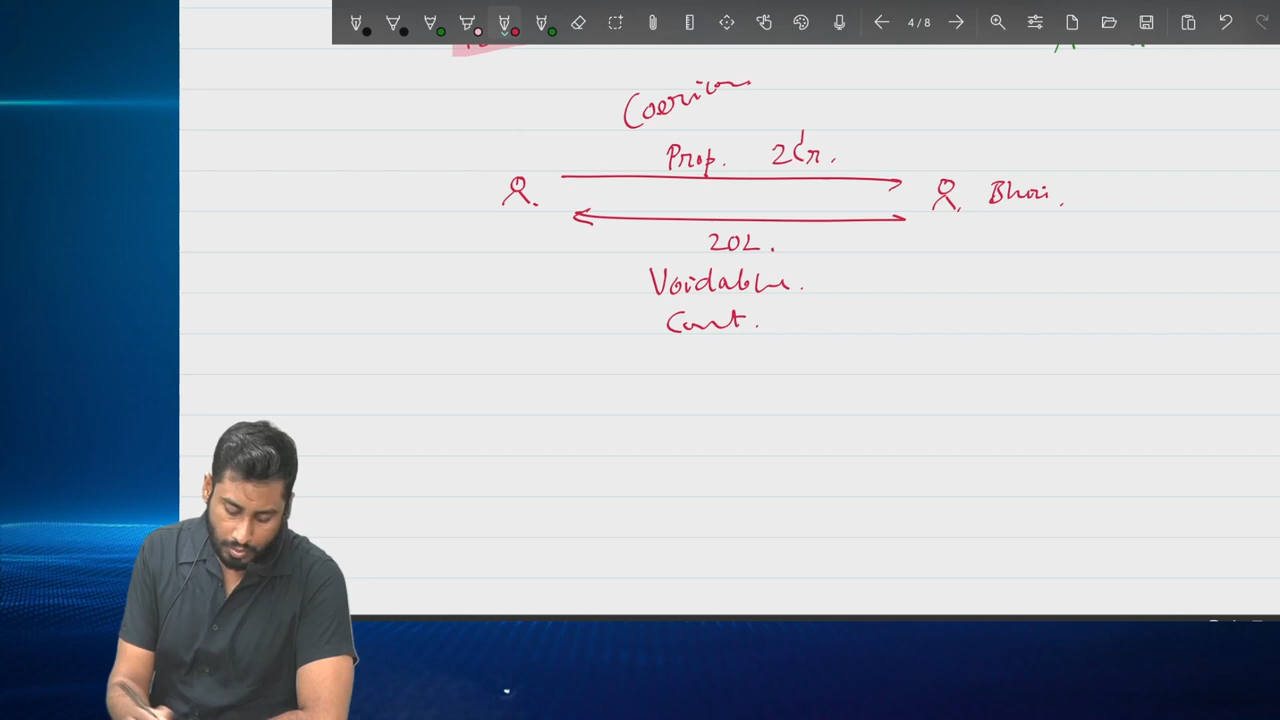 4/8
Coercion
Prop. 2Cr.
Bhai.
20L.
Voidable.
Cont.